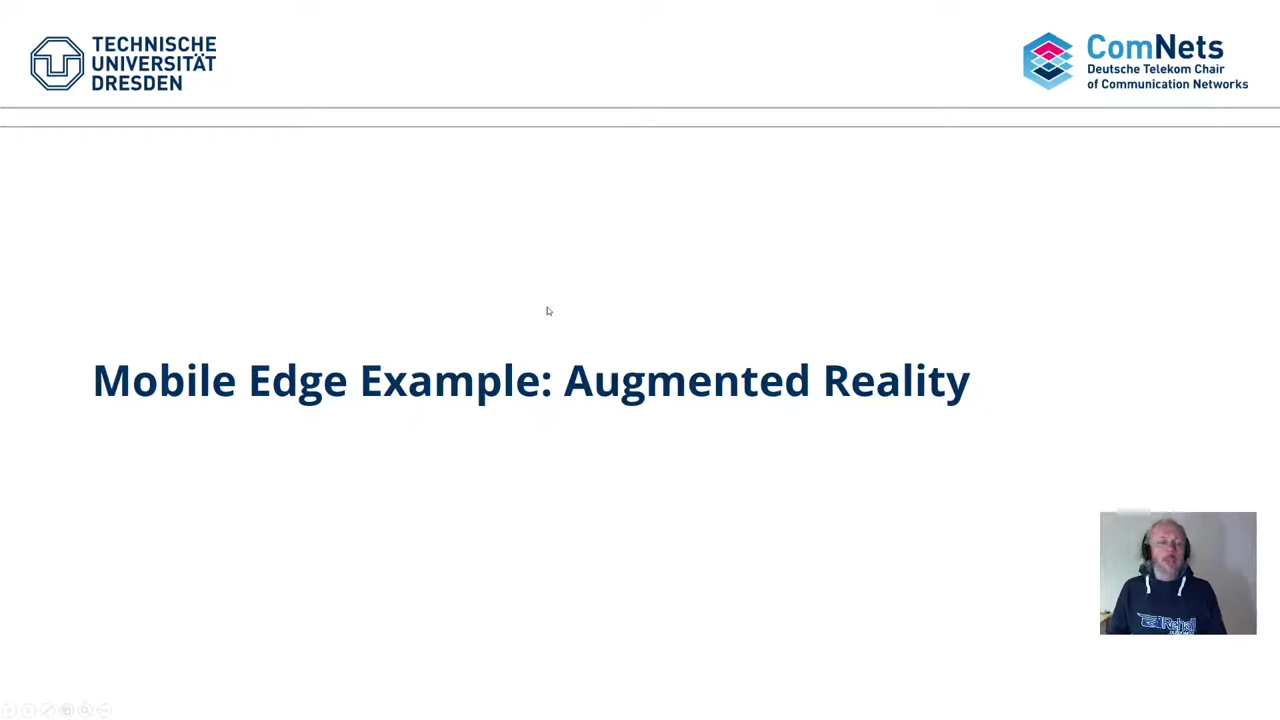 TECHNISCHE
UNIVERSITÄT
DRESDEN
ComNets
Deutsche Telekom Chair
of Communication Networks
Mobile Edge Example: Augmented Reality